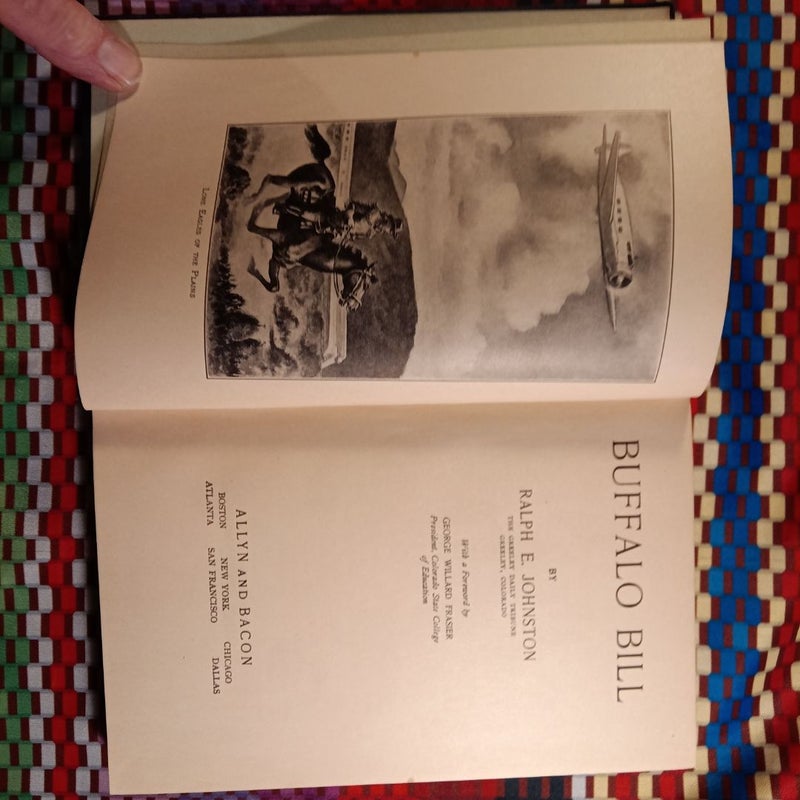 LONE EAGLES OF THE PLAINS
BUFFALO BILL
BY
RALPH E. JOHNSTON
THE GREELEY DAILY TRIBUNE
GREELEY, COLORADO
With a Foreword by
GEORGE WILLARD FRASIER
President, Colorado State College
of Education
ALLYN AND BACON
BOSTON NEW YORK CHICAGO
ATLANTA SAN FRANCISCO DALLAS